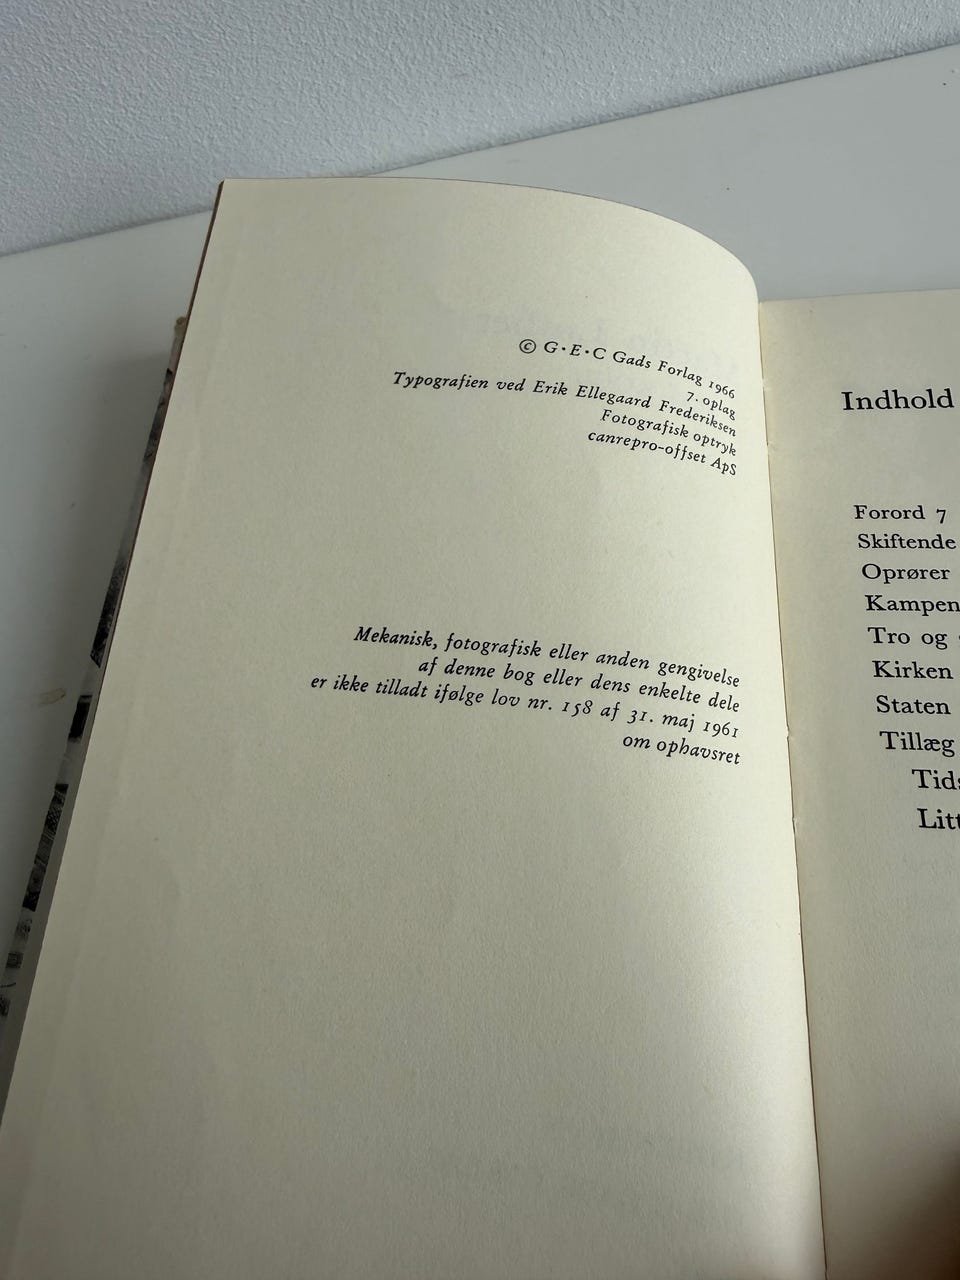 © G·E·C Gads Forlag 1966
7. oplag
Typografien ved Erik Ellegaard Frederiksen
Fotografisk optryk
canrepro-offset ApS
Mekanisk, fotografisk eller anden gengivelse
af denne bog eller dens enkelte dele
er ikke tilladt ifølge lov nr. 158 af 31. maj 1961
om ophavsret
Indhold
Forord 7
Skiftende
Oprører
Kampen
Tro og
Kirken
Staten
Tillæg